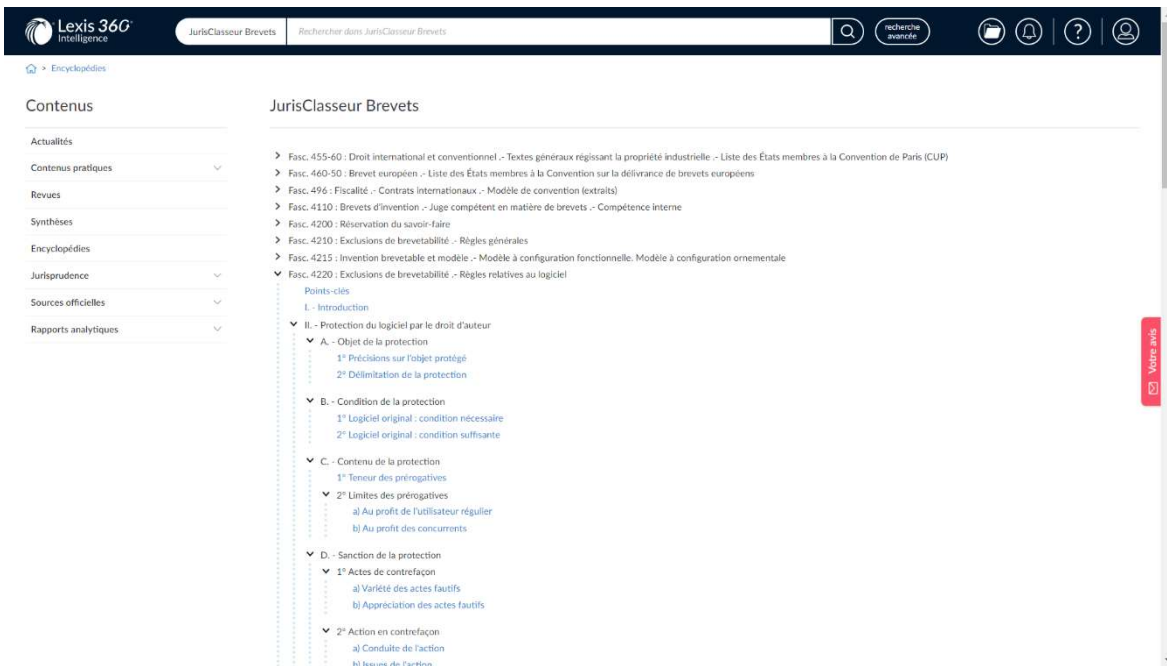 Lexis 360
Intelligence
JurisClasseur Brevets
Rechercher dans JurisClasseur Brevets
recherche
avancée
?
> Encyclopédies
Contenus
Actualités
Contenus pratiques
Revues
Synthèses
Encyclopédies
Jurisprudence
Sources officielles
Rapports analytiques
JurisClasseur Brevets
Fasc. 455-60 : Droit international et conventionnel .- Textes généraux régissant la propriété industrielle .- Liste des États membres à la Convention de Paris (CUP)
Fasc. 460-50 : Brevet européen .- Liste des États membres à la Convention sur la délivrance de brevets européens
Fasc. 496 : Fiscalité .- Contrats internationaux .- Modèle de convention (extraits)
Fasc. 4110 : Brevets d'invention .- Juge compétent en matière de brevets .- Compétence interne
Fasc. 4200 : Réservation du savoir-faire
Fasc. 4210 : Exclusions de brevetabilité .- Règles générales
Fasc. 4215 : Invention brevetable et modèle .- Modèle à configuration fonctionnelle. Modèle à configuration ornementale
Fasc. 4220 : Exclusions de brevetabilité .- Règles relatives au logiciel
Points-clés
I. - Introduction
II. - Protection du logiciel par le droit d'auteur
A. - Objet de la protection
1° Précisions sur l'objet protégé
2° Délimitation de la protection
B. - Condition de la protection
1° Logiciel original : condition nécessaire
2° Logiciel original : condition suffisante
C. - Contenu de la protection
1° Teneur des prérogatives
2° Limites des prérogatives
a) Au profit de l'utilisateur régulier
b) Au profit des concurrents
D. - Sanction de la protection
1° Actes de contrefaçon
a) Variété des actes fautifs
b) Appréciation des actes fautifs
2° Action en contrefaçon
a) Conduite de l'action
b) Issues de l'action
Votre avis